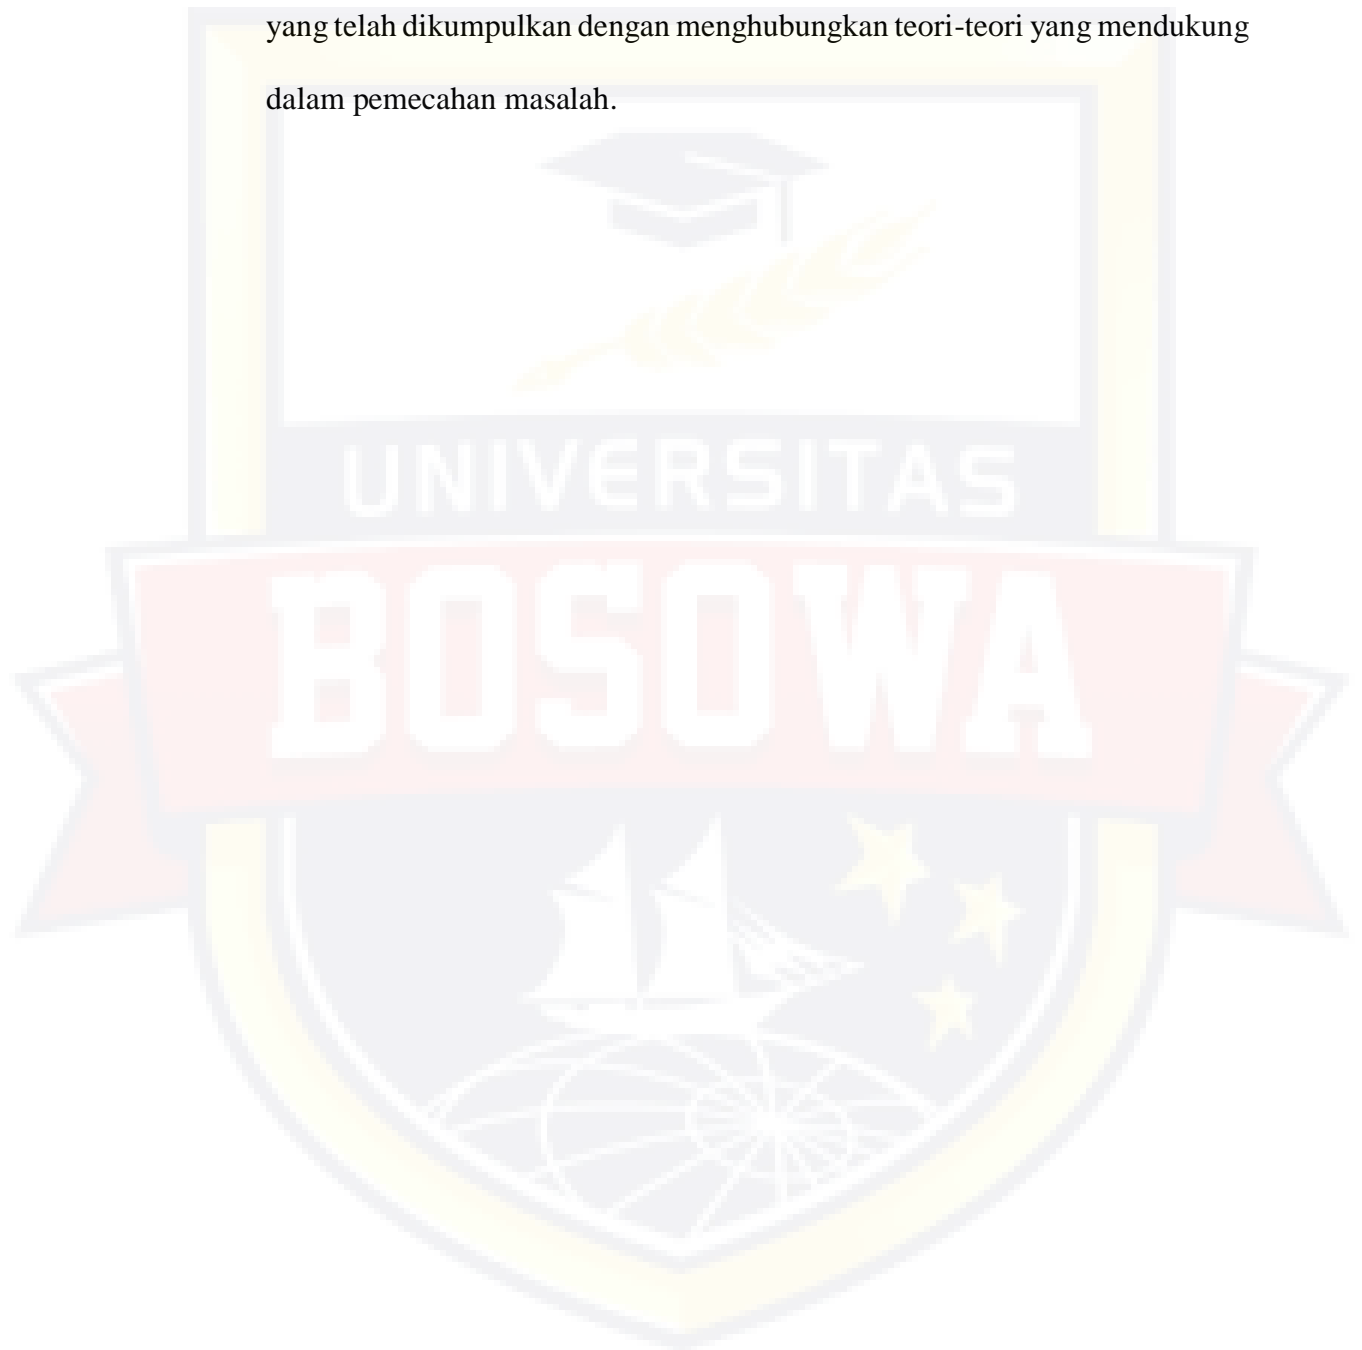 yang telah dikumpulkan dengan menghubungkan teori-teori yang mendukung
dalam pemecahan masalah.
UNIVERSITAS
BOSOWA